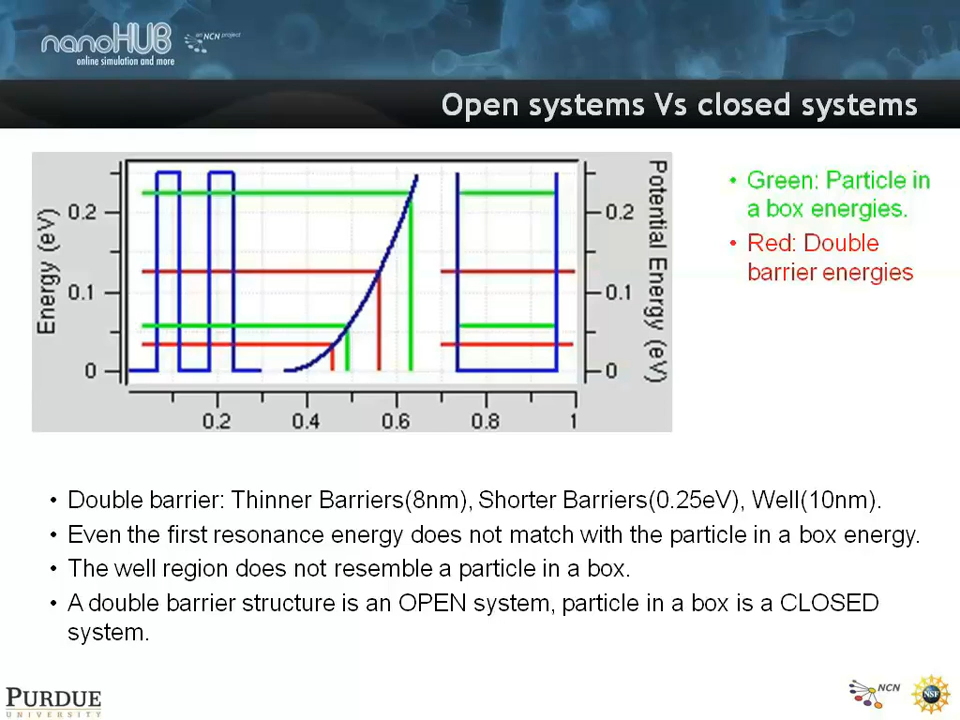 nanoHUB
an NCN project
online simulation and more
Open systems Vs closed systems
Energy (eV)
0.2
0.1
0
0.2
0.4
0.6
0.8
1
0.2
0.1
0
Potential Energy (eV)
• Green: Particle in
a box energies.
• Red: Double
barrier energies
• Double barrier: Thinner Barriers(8nm), Shorter Barriers(0.25eV), Well(10nm).
• Even the first resonance energy does not match with the particle in a box energy.
• The well region does not resemble a particle in a box.
• A double barrier structure is an OPEN system, particle in a box is a CLOSED
system.
PURDUE
UNIVERSITY
NCN
NSF